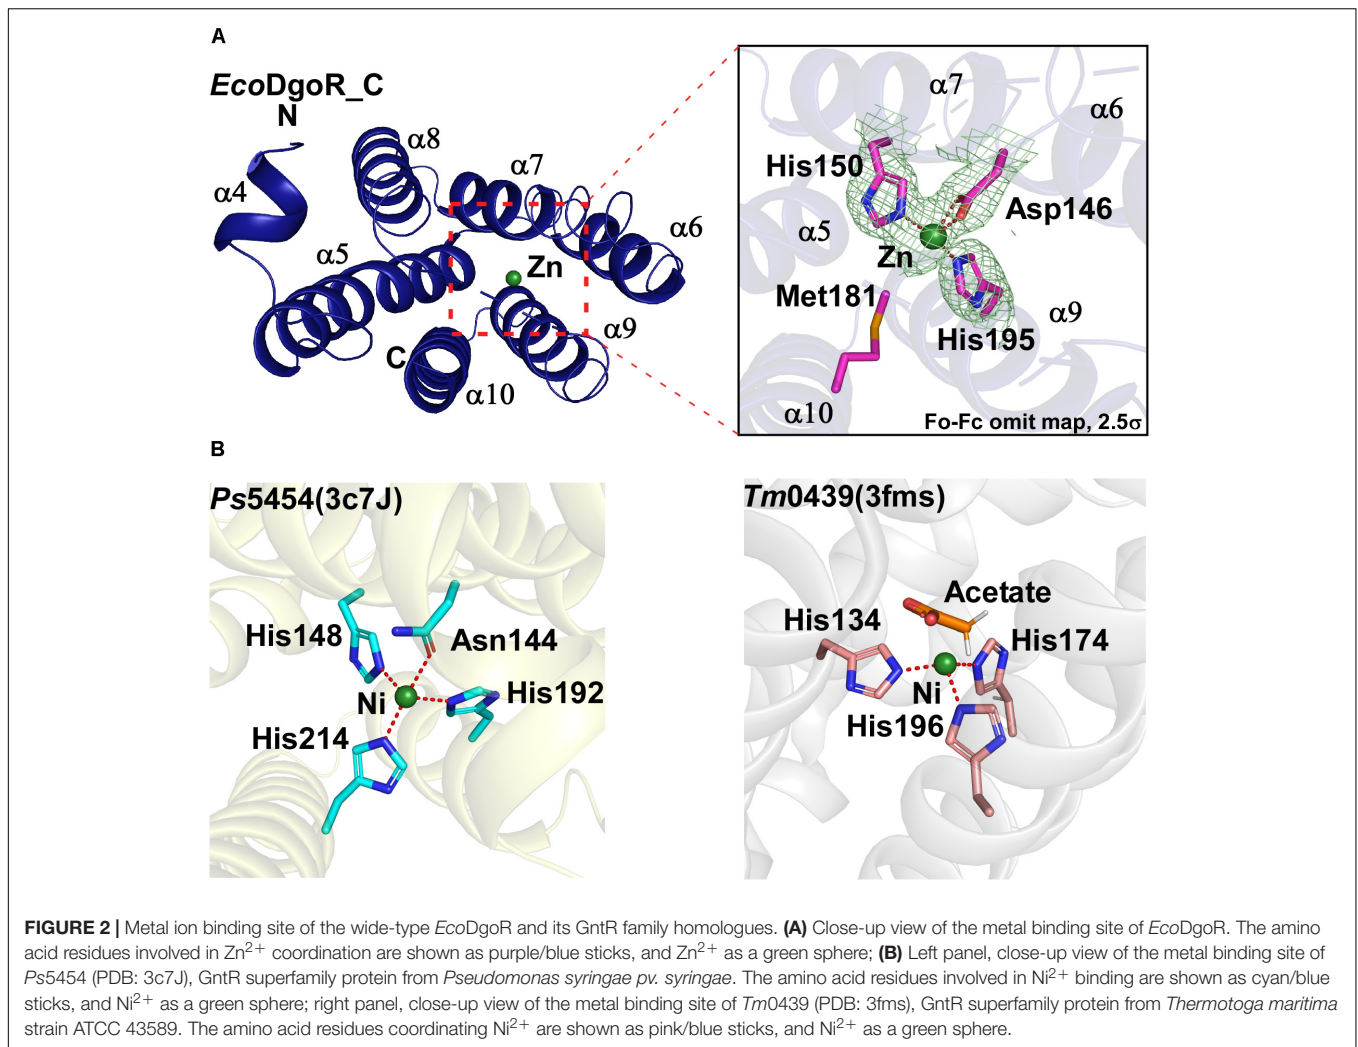 A
EcoDgoR_C
N
α8
α7
α4
α6
α5
Zn
α9
C
α10
α7
α6
His150
Asp146
α5
Zn
Met181
α9
His195
α10
Fo-Fc omit map, 2.5σ
B
Ps5454(3c7J)
His148
Asn144
His192
Ni
His214
Tm0439(3fms)
Acetate
His134
His174
Ni
His196
FIGURE 2 | Metal ion binding site of the wide-type EcoDgoR and its GntR family homologues. (A) Close-up view of the metal binding site of EcoDgoR. The amino
acid residues involved in Zn2+ coordination are shown as purple/blue sticks, and Zn2+ as a green sphere; (B) Left panel, close-up view of the metal binding site of
Ps5454 (PDB: 3c7J), GntR superfamily protein from Pseudomonas syringae pv. syringae. The amino acid residues involved in Ni2+ binding are shown as cyan/blue
sticks, and Ni2+ as a green sphere; right panel, close-up view of the metal binding site of Tm0439 (PDB: 3fms), GntR superfamily protein from Thermotoga maritima
strain ATCC 43589. The amino acid residues coordinating Ni2+ are shown as pink/blue sticks, and Ni2+ as a green sphere.